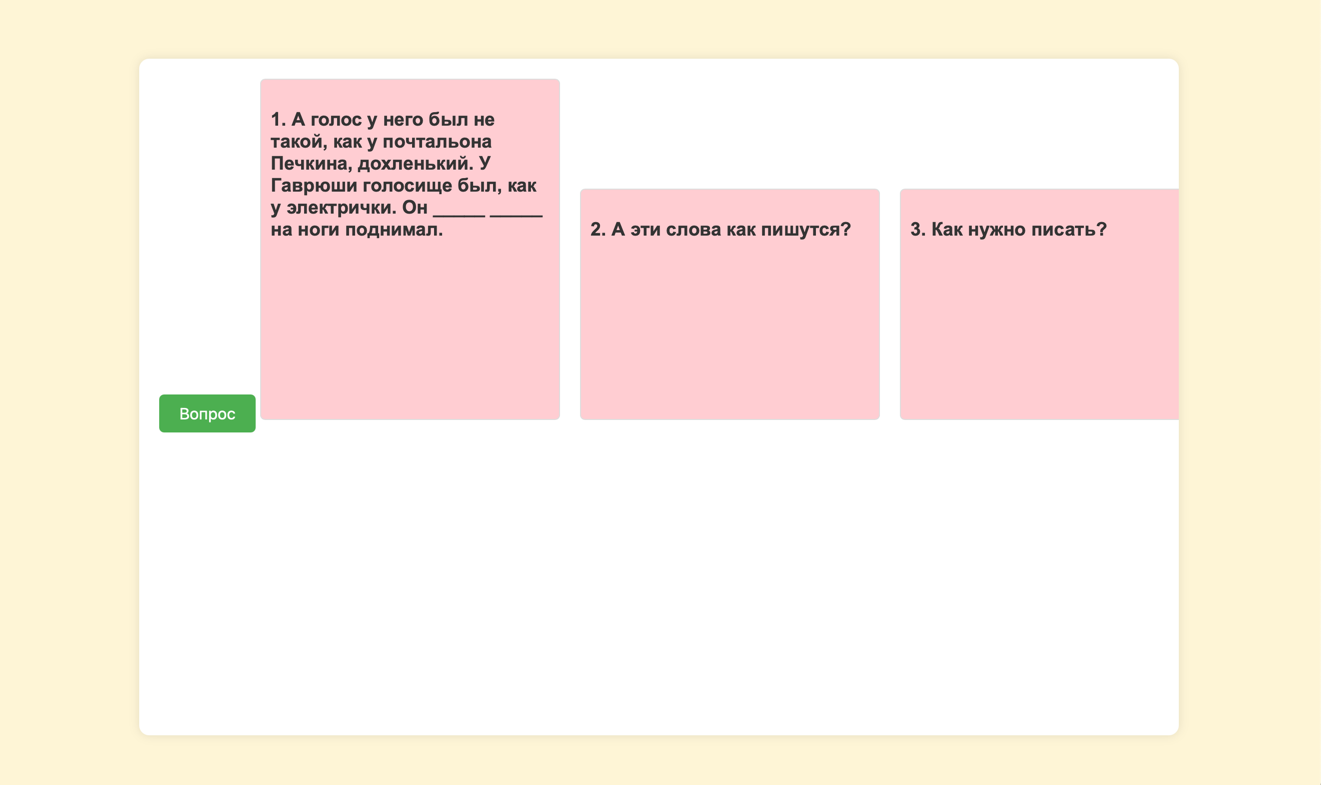 1. А голос у него был не
такой, как у почтальона
Печкина, дохленький. У
Гаврюши голосище был, как
у электрички. Он _____ _____
на ноги поднимал.
2. А эти слова как пишутся?
3. Как нужно писать?
Вопрос